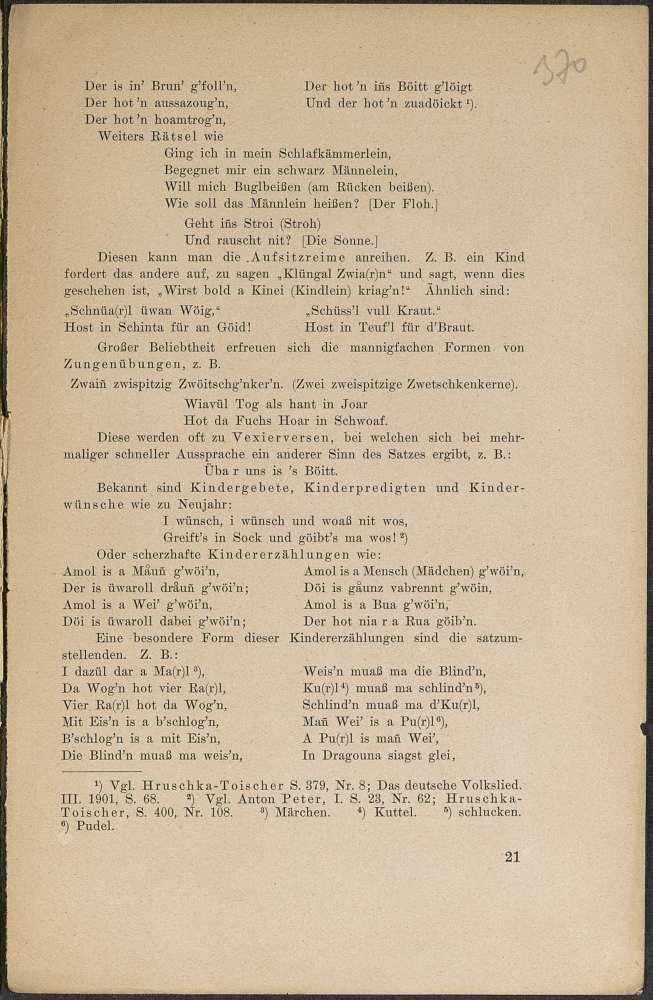 370
Der is in' Brun' g'foll'n,
Der hot 'n aussazoug'n,
Der hot 'n hoamtrog'n,
Der hot 'n iñs Böitt g'löigt
Und der hot 'n zuadöickt ¹).
Weiters Rätsel wie
Ging ich in mein Schlafkämmerlein,
Begegnet mir ein schwarz Männelein,
Will mich Buglbeißen (am Rücken beißen).
Wie soll das Männlein heißen? [Der Floh.]
Geht iñs Stroi (Stroh)
Und rauscht nit? [Die Sonne.]
Diesen kann man die Aufsitzreime anreihen. Z. B. ein Kind
fordert das andere auf, zu sagen „Klüngal Zwia(r)n“ und sagt, wenn dies
geschehen ist, „Wirst bold a Kinei (Kindlein) kriag'n!“ Ähnlich sind:
„Schnüa(r)l üwan Wöig,“
Host in Schinta für an Göid!
„Schüss'l vull Kraut.“
Host in Teuf'l für d'Braut.
Großer Beliebtheit erfreuen sich die mannigfachen Formen von
Zungenübungen, z. B.
Zwaiñ zwispitzig Zwöitschg'nker'n. (Zwei zweispitzige Zwetschkenkerne).
Wiavül Tog als hant in Joar
Hot da Fuchs Hoar in Schwoaf.
Diese werden oft zu Vexierversen, bei welchen sich bei mehr-
maliger schneller Aussprache ein anderer Sinn des Satzes ergibt, z. B.:
Üba r uns is 's Böitt.
Bekannt sind Kindergebete, Kinderpredigten und Kinder-
wünsche wie zu Neujahr:
I wünsch, i wünsch und woaß nit wos,
Greift's in Sock und göibt's ma wos! ²)
Oder scherzhafte Kindererzählungen wie:
Amol is a Måuñ g'wöi'n,
Der is üwaroll dråuñ g'wöi'n;
Amol is a Wei' g'wöi'n,
Döi is üwaroll dabei g'wöi'n;
Amol is a Mensch (Mädchen) g'wöi'n,
Döi is gåunz vabrennt g'wöin,
Amol is a Bua g'wöi'n,
Der hot nia r a Rua göib'n.
Eine besondere Form dieser Kindererzählungen sind die satzum-
stellenden. Z. B.:
I dazül dar a Ma(r)l ³),
Da Wog'n hot vier Ra(r)l,
Vier Ra(r)l hot da Wog'n,
Mit Eis'n is a b'schlog'n,
B'schlog'n is a mit Eis'n,
Die Blind'n muaß ma weis'n,
Weis'n muaß ma die Blind'n,
Ku(r)l ⁴) muaß ma schlind'n ⁵),
Schlind'n muaß ma d'Ku(r)l,
Mañ Wei' is a Pu(r)l ⁶),
A Pu(r)l is mañ Wei',
In Dragouna siagst glei,
¹) Vgl. Hruschka-Toischer S. 379, Nr. 8; Das deutsche Volkslied.
III. 1901, S. 68. ²) Vgl. Anton Peter, I. S. 23, Nr. 62; Hruschka-
Toischer, S. 400, Nr. 108. ³) Märchen. ⁴) Kuttel. ⁵) schlucken.
⁶) Pudel.
21